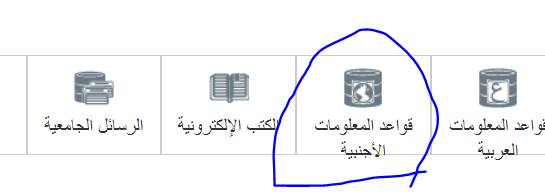 قواعد المعلومات
العربية
قواعد المعلومات
الأجنبية
الكتب الإلكترونية
الرسائل الجامعية